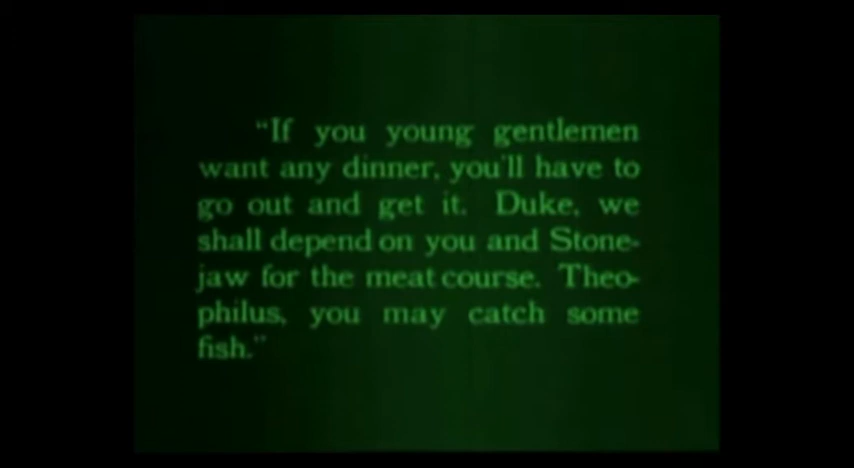 “If you young gentlemen
want any dinner, you'll have to
go out and get it. Duke, we
shall depend on you and Stone-
jaw for the meat course. Theo-
philus, you may catch some
fish.”